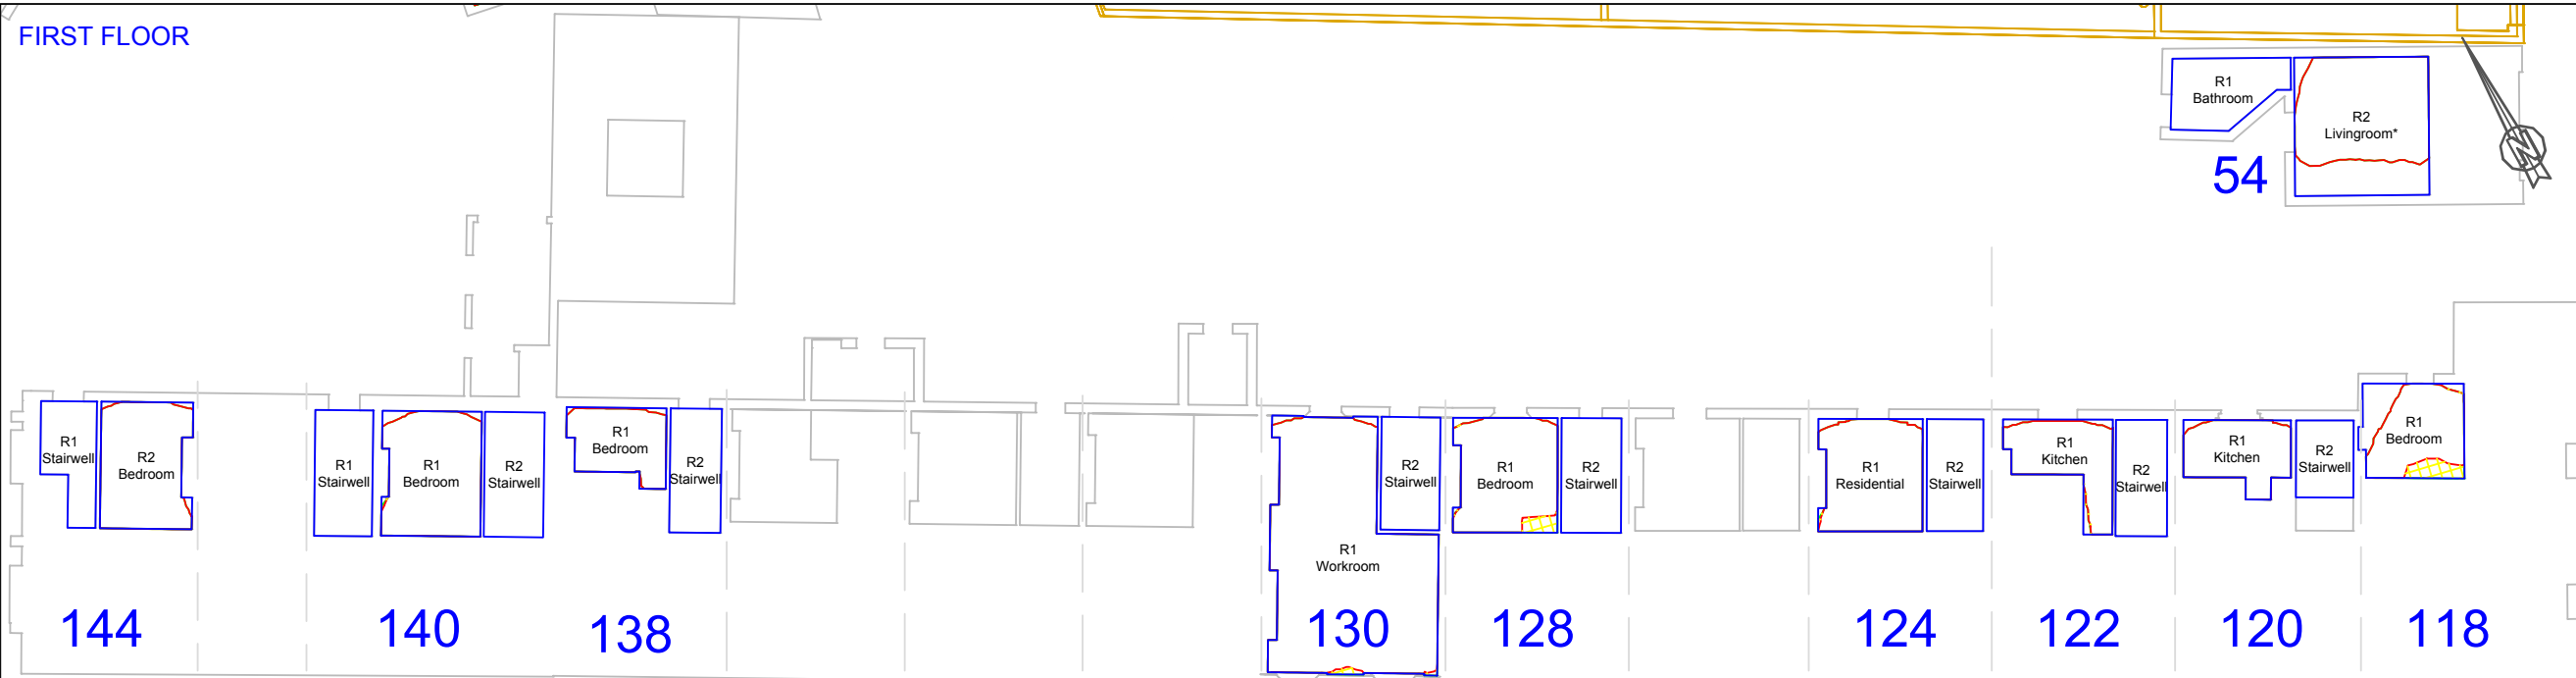 FIRST FLOOR
R1
Bathroom
R2
Livingroom*
54
N
R1
Stairwell
R2
Bedroom
R1
Stairwell
R1
Bedroom
R2
Stairwell
R1
Bedroom
R2
Stairwell
R1
Workroom
R2
Stairwell
R1
Bedroom
R2
Stairwell
R1
Residential
R2
Stairwell
R1
Kitchen
R2
Stairwell
R1
Kitchen
R2
Stairwell
R1
Bedroom
144
140
138
130
128
124
122
120
118